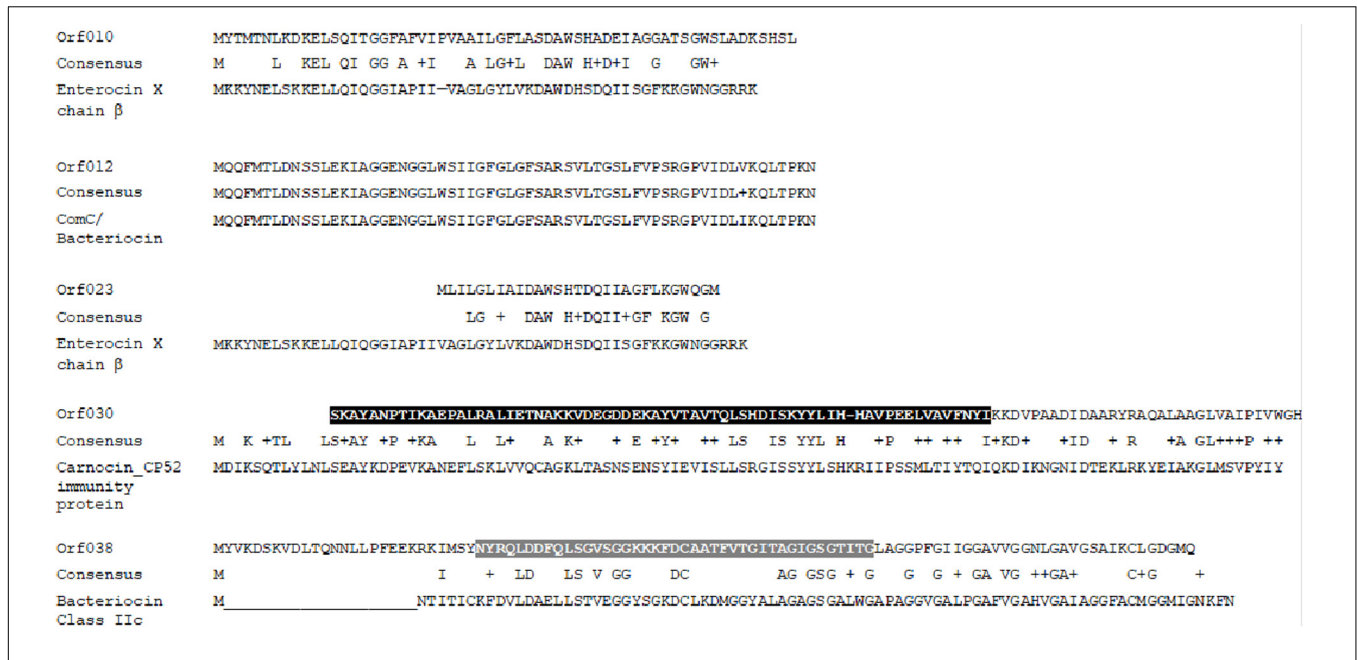 Orf010 MYTMTNLKDKELSQITGGFAFVIPVAAILGFLASDAWSHADEIAGGATSGWSLADKSHSL
Consensus M L KEL QI GG A +I A LG+L DAW H+D+I G GW+
Enterocin X MKKYNELSKKELLQIQGGIAPII–VAGLGYLVKDAWDHSDQIISGFKKGWNGGRRK
chain β
Orf012 MQQFMTLDNSSLEKIAGGENGGLWSIIGFGLGFSARSVLTGSLFVPSRGPVIDLVKQLTPKN
Consensus MQQFMTLDNSSLEKIAGGENGGLWSIIGFGLGFSARSVLTGSLFVPSRGPVIDL+KQLTPKN
ComC/ MQQFMTLDNSSLEKIAGGENGGLWSIIGFGLGFSARSVLTGSLFVPSRGPVIDLIKQLTPKN
Bacteriocin
Orf023 MLILGLIAIDAWSHTDQIIAGFLKGWQGM
Consensus LG + DAW H+DQII+GF KGW G
Enterocin X MKKYNELSKKELLQIQGGIAPIIVAGLGYLVKDAWDHSDQIISGFKKGWNGGRRK
chain β
Orf030 SKAYANPTIKAEPALRALIETNAKKVDEGDDEKAYVTAVTQLSHDISKYYLIH-HAVPEELVAVFNYIKKDVPAADIDAARYRAQALAAGLVAIPIVWGH
Consensus M K +TL LS+AY +P +KA L L+ A K+ + E +Y+ ++ LS IS YYL H +P ++ ++ I+KD+ +ID + R +A GL+++P ++
Carnocin_CP52 MDIKSQTLYLNLSEAYKDPEVKANEFLSKLVVQCAGKLTASNSENSYIEVISLLSRGISSYYLSHKRIIPSSMLTIYTQIQKDIKNGNIDTEKLRKYEIAKGLMSVPYIY
immunity
protein
Orf038 MYVKDSKVDLTQNNLLPFEEKRKIMSYNYRQLDDFQLSGVSGGKKKFDCAATFVTGITAGIGSGTITGLAGGPFGIIGGAVVGGNLGAVGSAIKCLGDGMQ
Consensus M I + LD LS V GG DC AG GSG + G G G + GA VG ++GA+ C+G +
Bacteriocin M____________________NTITICKFDVLDAELLSTVEGGYSGKDCLKDMGGYALAGAGSGALWGAPAGGVGALPGAFVGAHVGAIAGGFACMGGMIGNKFN
Class IIc